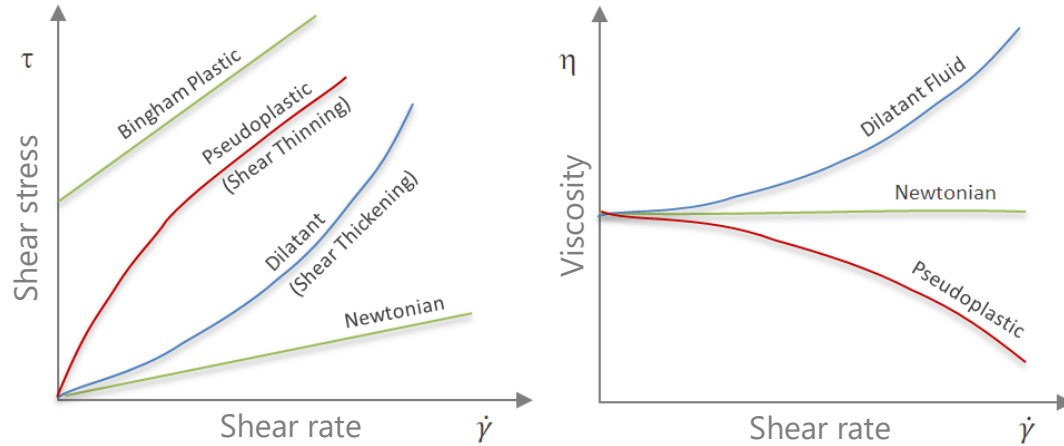 τ
Shear stress
Bingham Plastic
Pseudoplastic
(Shear Thinning)
Dilatant
(Shear Thickening)
Newtonian
Shear rate
γ̇
η
Viscosity
Dilatant Fluid
Newtonian
Pseudoplastic
Shear rate
γ̇